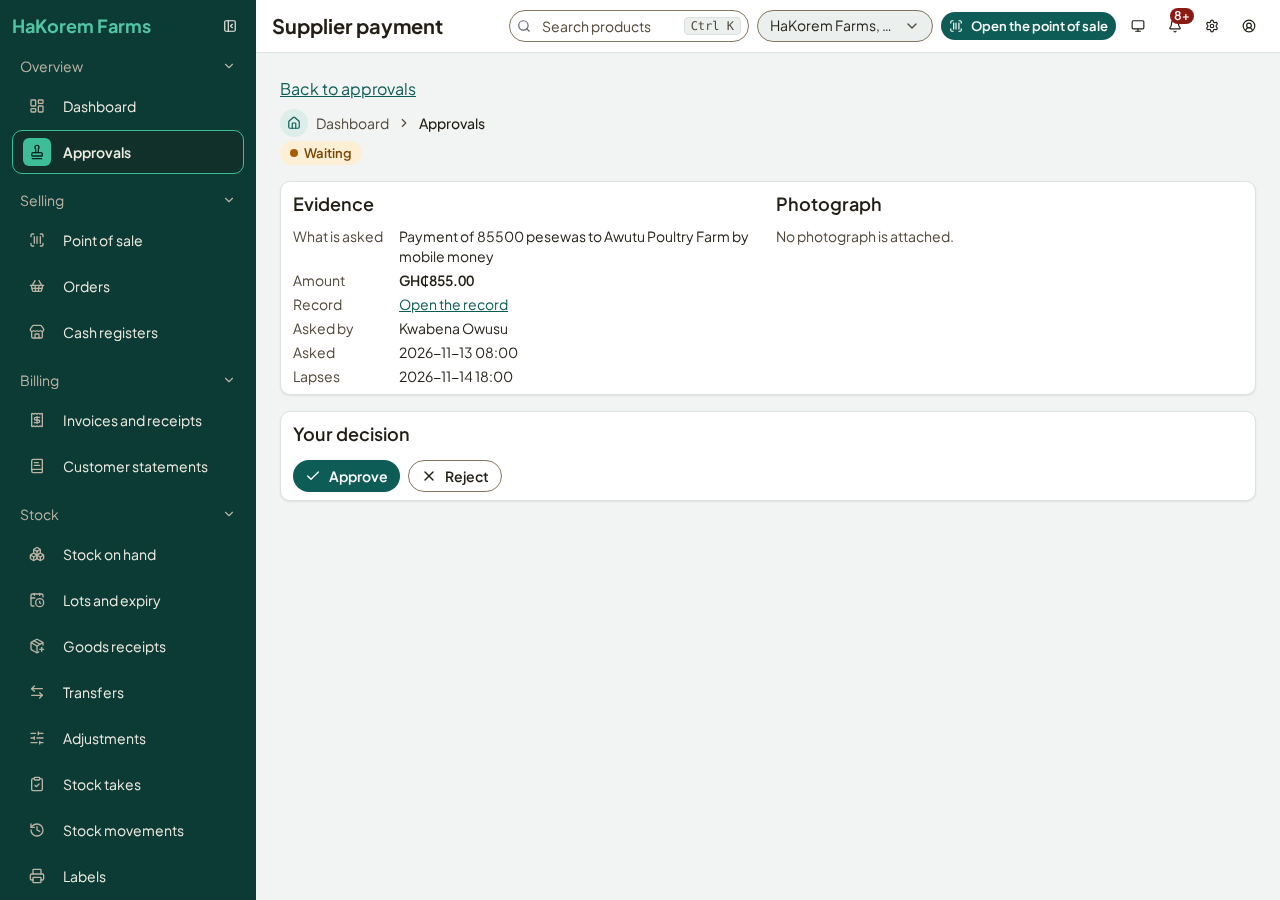 HaKorem Farms
Overview
Dashboard
Approvals
Selling
Point of sale
Orders
Cash registers
Billing
Invoices and receipts
Customer statements
Stock
Stock on hand
Lots and expiry
Goods receipts
Transfers
Adjustments
Stock takes
Stock movements
Labels
Supplier payment
Search products Ctrl K
HaKorem Farms, ...
Open the point of sale
8+
Back to approvals
Dashboard > Approvals
Waiting
Evidence
What is asked Payment of 85500 pesewas to Awutu Poultry Farm by
mobile money
Amount GH₵855.00
Record Open the record
Asked by Kwabena Owusu
Asked 2026-11-13 08:00
Lapses 2026-11-14 18:00
Photograph
No photograph is attached.
Your decision
Approve
Reject